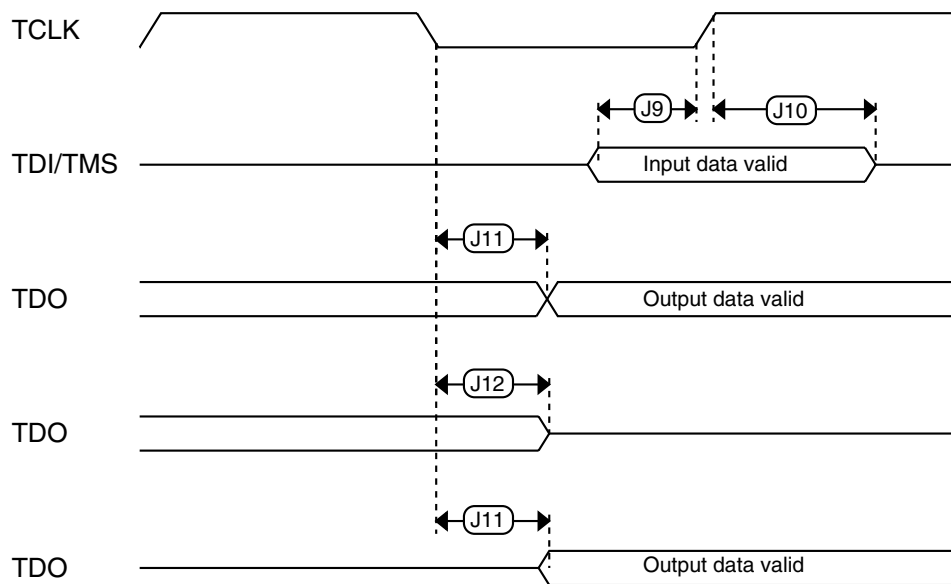 TCLK
J9
J10
TDI/TMS
Input data valid
J11
TDO
Output data valid
J12
TDO
J11
TDO
Output data valid